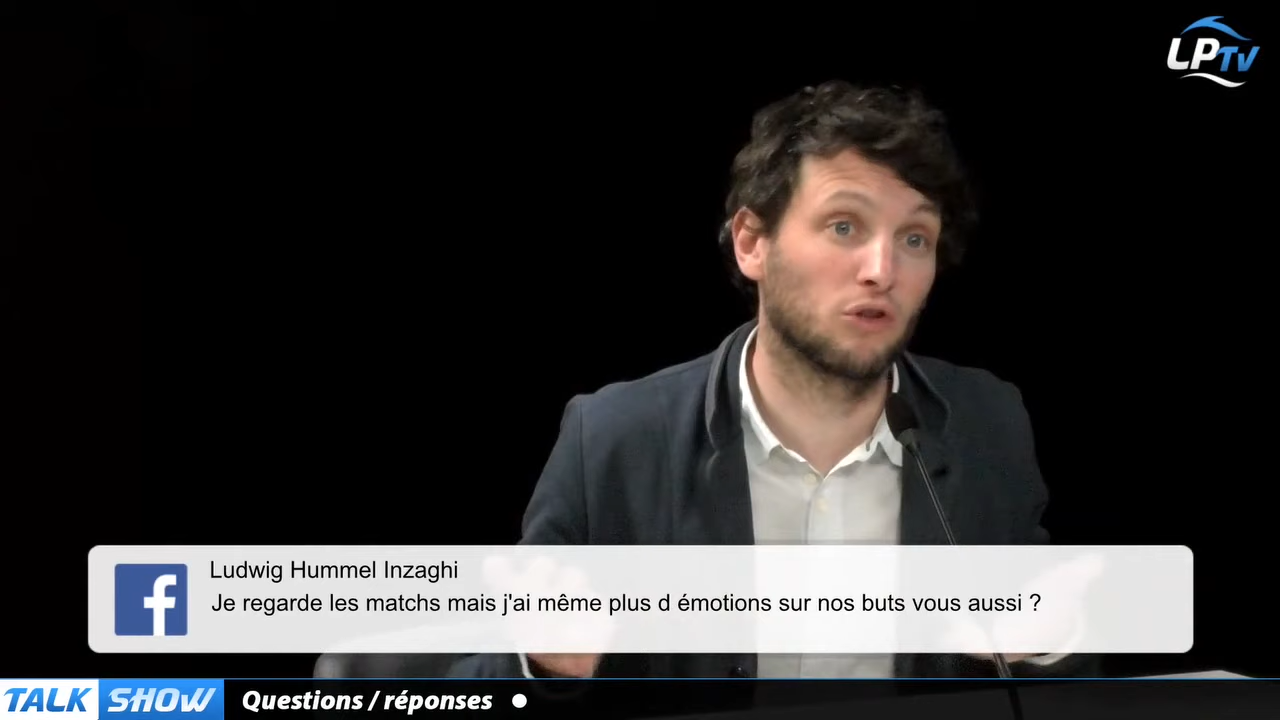 LPTV
Ludwig Hummel Inzaghi
Je regarde les matchs mais j'ai même plus d émotions sur nos buts vous aussi ?
TALK SHOW Questions / réponses